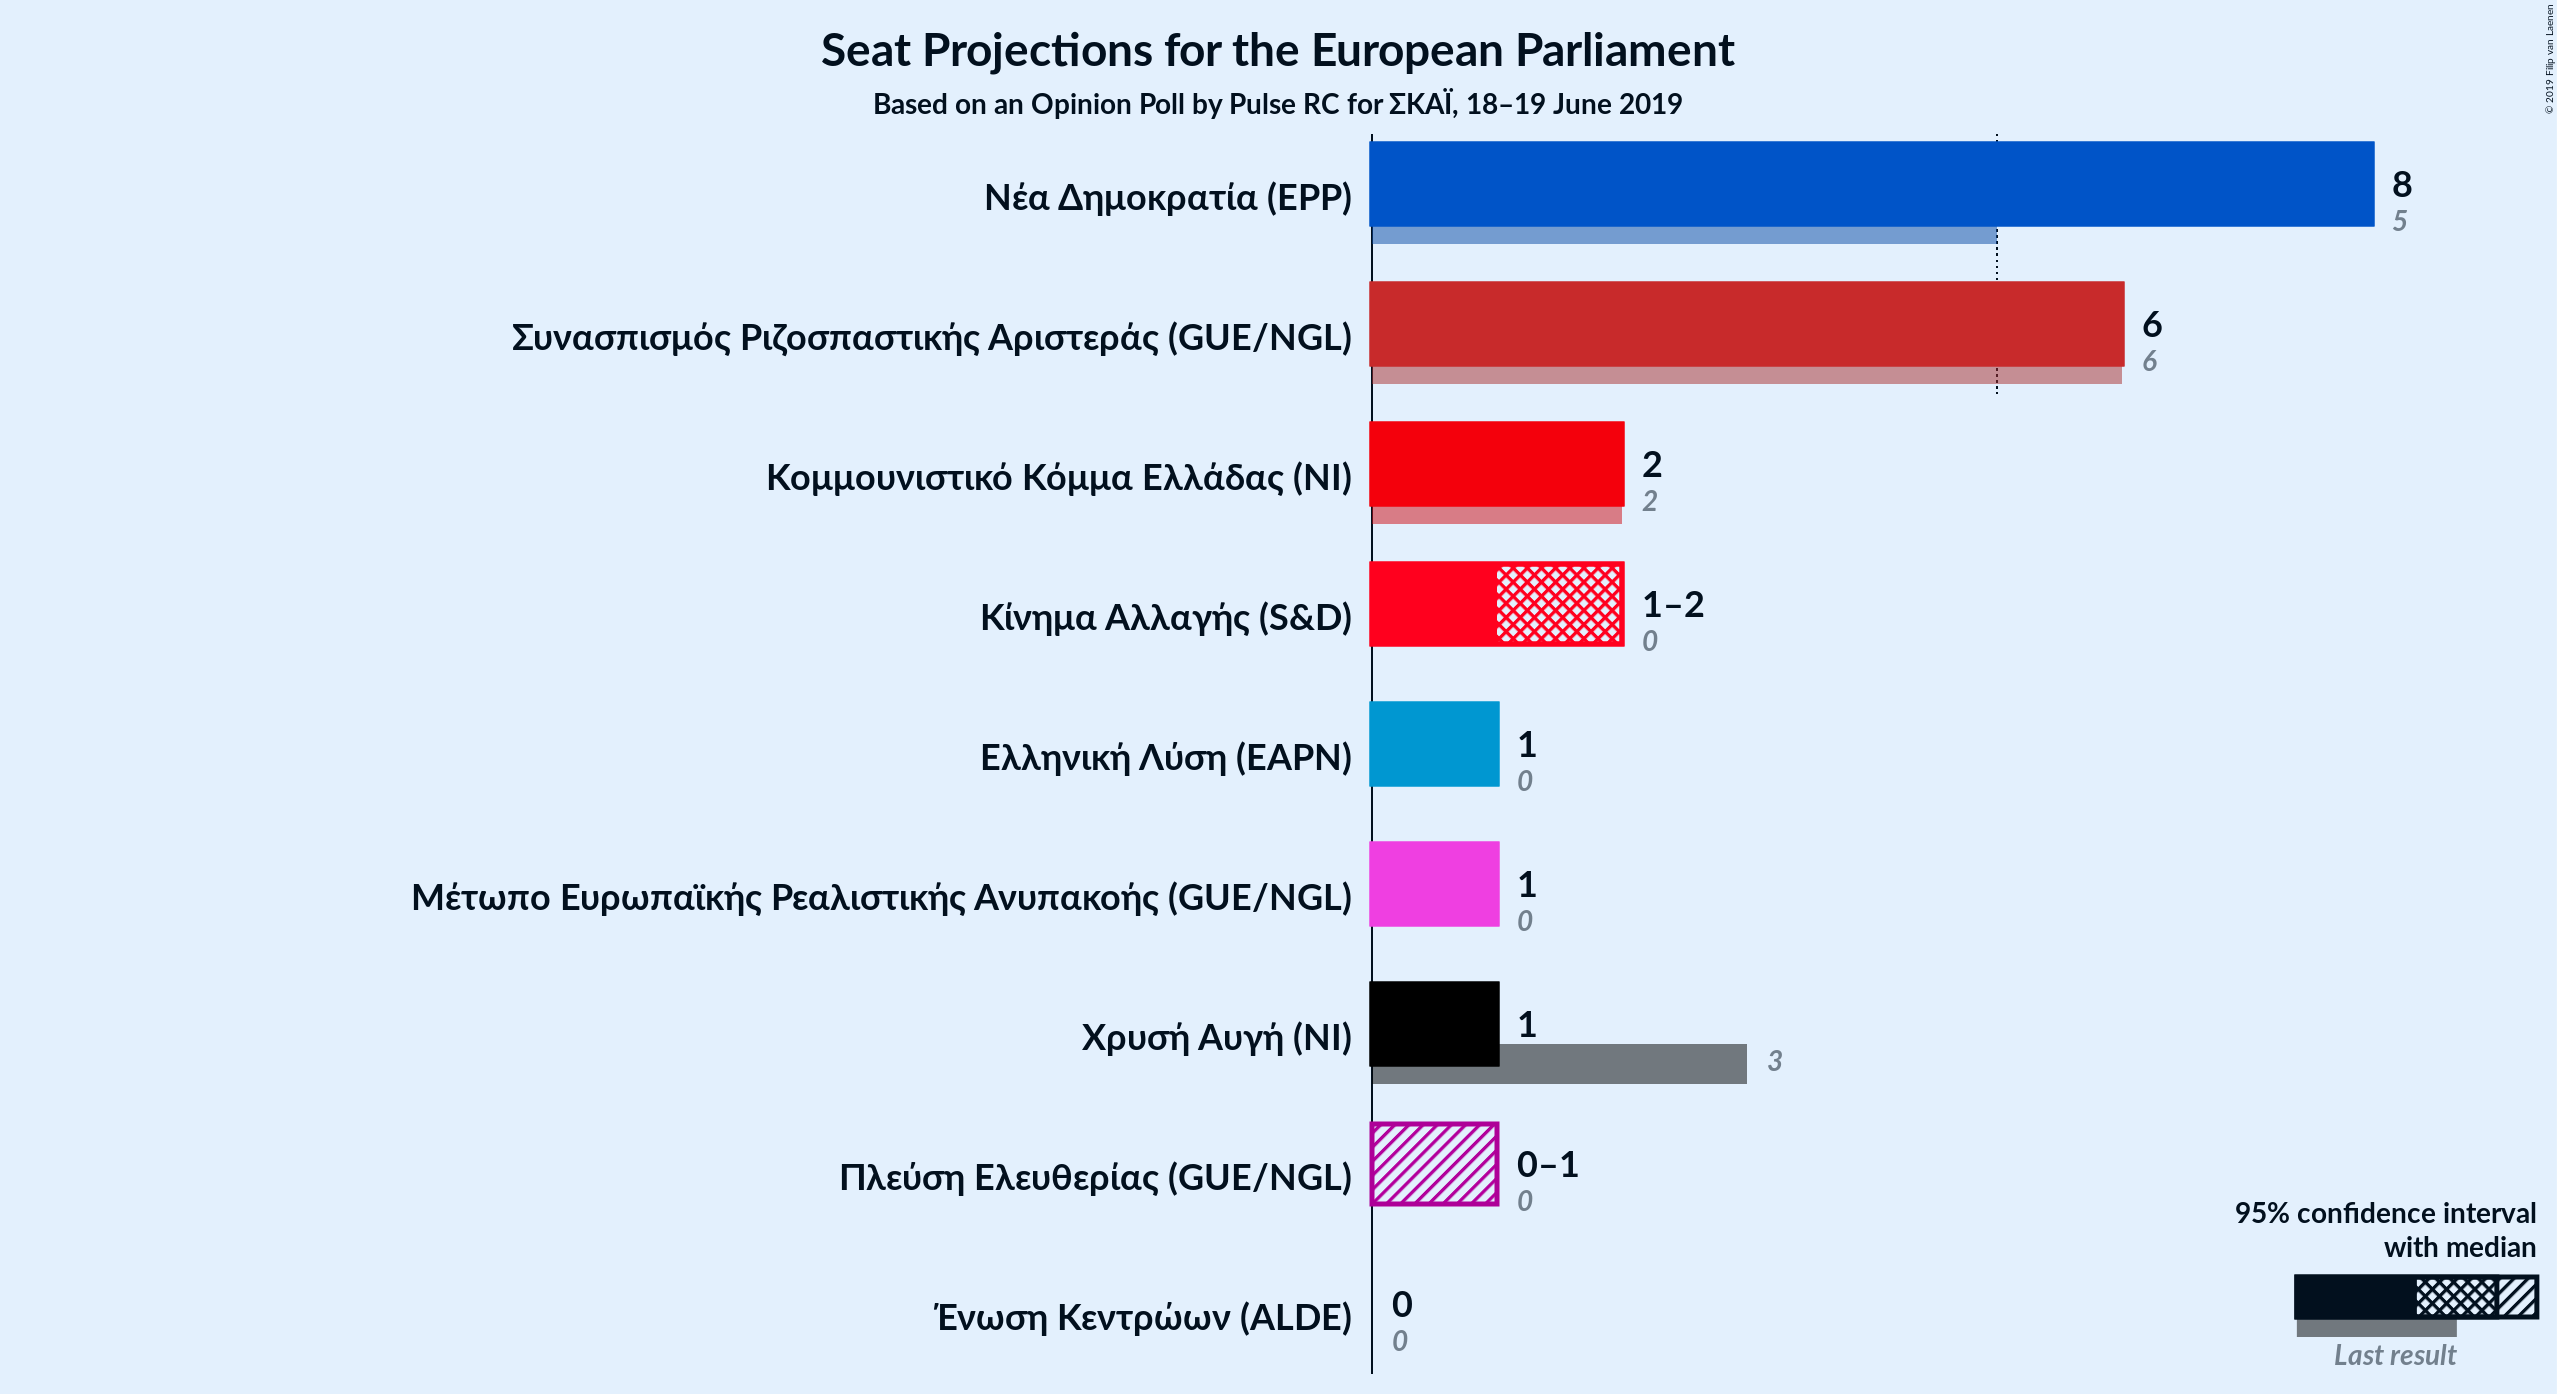 Seat Projections for the European Parliament
Based on an Opinion Poll by Pulse RC for ΣΚΑΪ, 18–19 June 2019
© 2019 Filip van Laenen
Νέα Δημοκρατία (EPP)
8
5
Συνασπισμός Ριζοσπαστικής Αριστεράς (GUE/NGL)
6
6
Κομμουνιστικό Κόμμα Ελλάδας (NI)
2
2
Κίνημα Αλλαγής (S&D)
1–2
0
Ελληνική Λύση (EAPN)
1
0
Μέτωπο Ευρωπαϊκής Ρεαλιστικής Ανυπακοής (GUE/NGL)
1
0
Χρυσή Αυγή (NI)
1
3
Πλεύση Ελευθερίας (GUE/NGL)
0–1
0
Ένωση Κεντρώων (ALDE)
0
0
95% confidence interval
with median
Last result